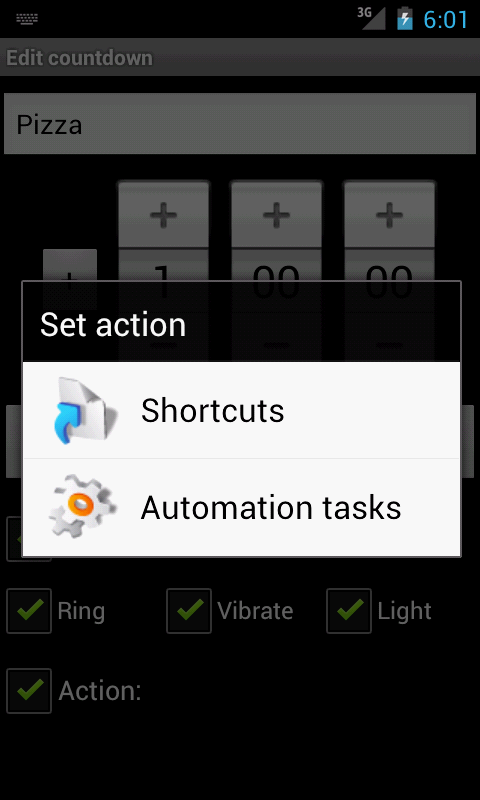 3G 6:01
Edit countdown
Pizza
+ + +
+ 1 00 00
Set action
Shortcuts
Automation tasks
Ring Vibrate Light
Action: